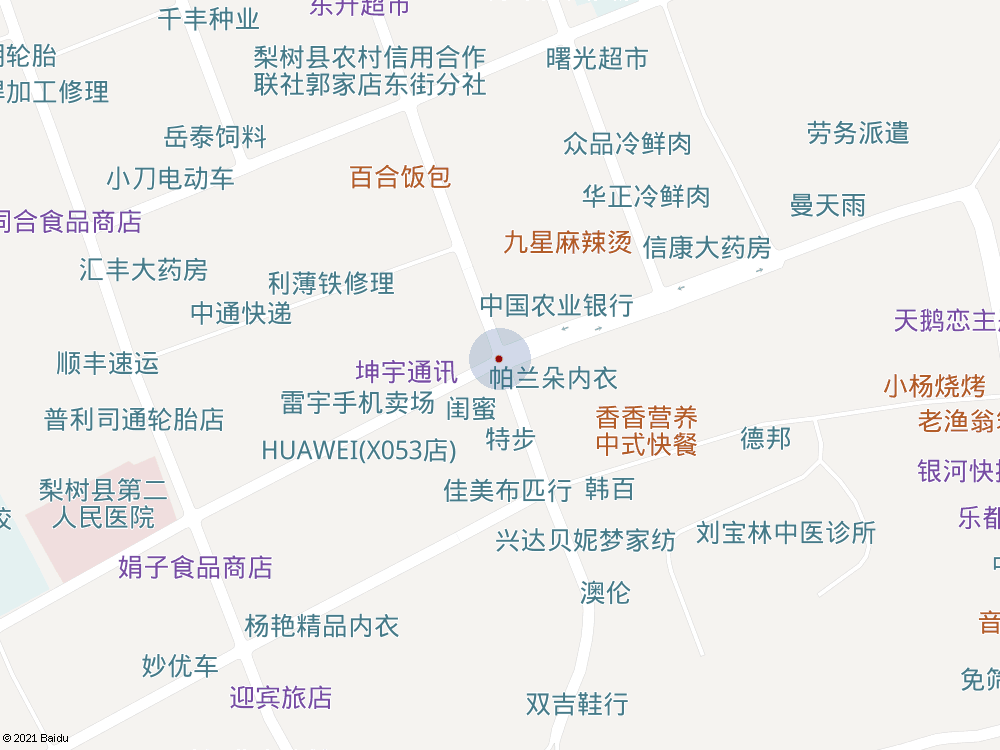 东升超市
千丰种业
梨树县农村信用合作
联社郭家店东街分社
曙光超市
轮胎
加工修理
岳泰饲料
众品冷鲜肉
劳务派遣
小刀电动车
百合饭包
华正冷鲜肉
曼天雨
同合食品商店
九星麻辣烫
信康大药房
汇丰大药房
利薄铁修理
中通快递
中国农业银行
天鹅恋主
顺丰速运
坤宇通讯
帕兰朵内衣
小杨烧烤
雷宇手机卖场
闺蜜
普利司通轮胎店
香香营养
中式快餐
老渔翁
特步
德邦
HUAWEI(X053店)
银河快
梨树县第二
人民医院
佳美布匹行
韩百
乐都
兴达贝妮梦家纺
刘宝林中医诊所
娟子食品商店
澳伦
杨艳精品内衣
音
妙优车
免筛
迎宾旅店
双吉鞋行
© 2021 Baidu